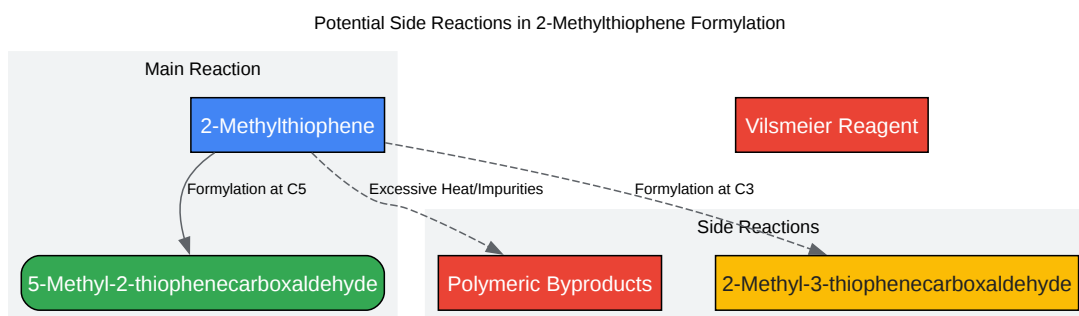 Potential Side Reactions in 2-Methylthiophene Formylation
Main Reaction
2-Methylthiophene
Vilsmeier Reagent
Formylation at C5
Excessive Heat/Impurities
Formylation at C3
Side Reactions
5-Methyl-2-thiophenecarboxaldehyde
Polymeric Byproducts
2-Methyl-3-thiophenecarboxaldehyde